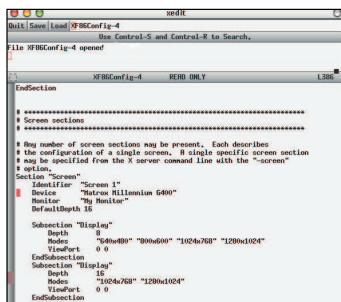 xedit
Quit Save Load XF86Config-4
Use Control-S and Control-R to Search.
File XF86Config-4 opened
XF86Config-4 READ ONLY L386
EndSection
# **********************************************************************
# Screen sections
# **********************************************************************
# Any number of screen sections may be present. Each describes
# the configuration of a single screen. A single specific screen section
# may be specified from the X server command line with the "-screen"
# option.
Section "Screen"
Identifier "Screen 1"
Device "Matrox Millennium G400"
Monitor "My Monitor"
DefaultDepth 16
Subsection "Display"
Depth 8
Modes "640x480" "800x600" "1024x768" "1280x1024"
ViewPort 0 0
EndSubsection
Subsection "Display"
Depth 16
Modes "1024x768" "1280x1024"
ViewPort 0 0
EndSubsection